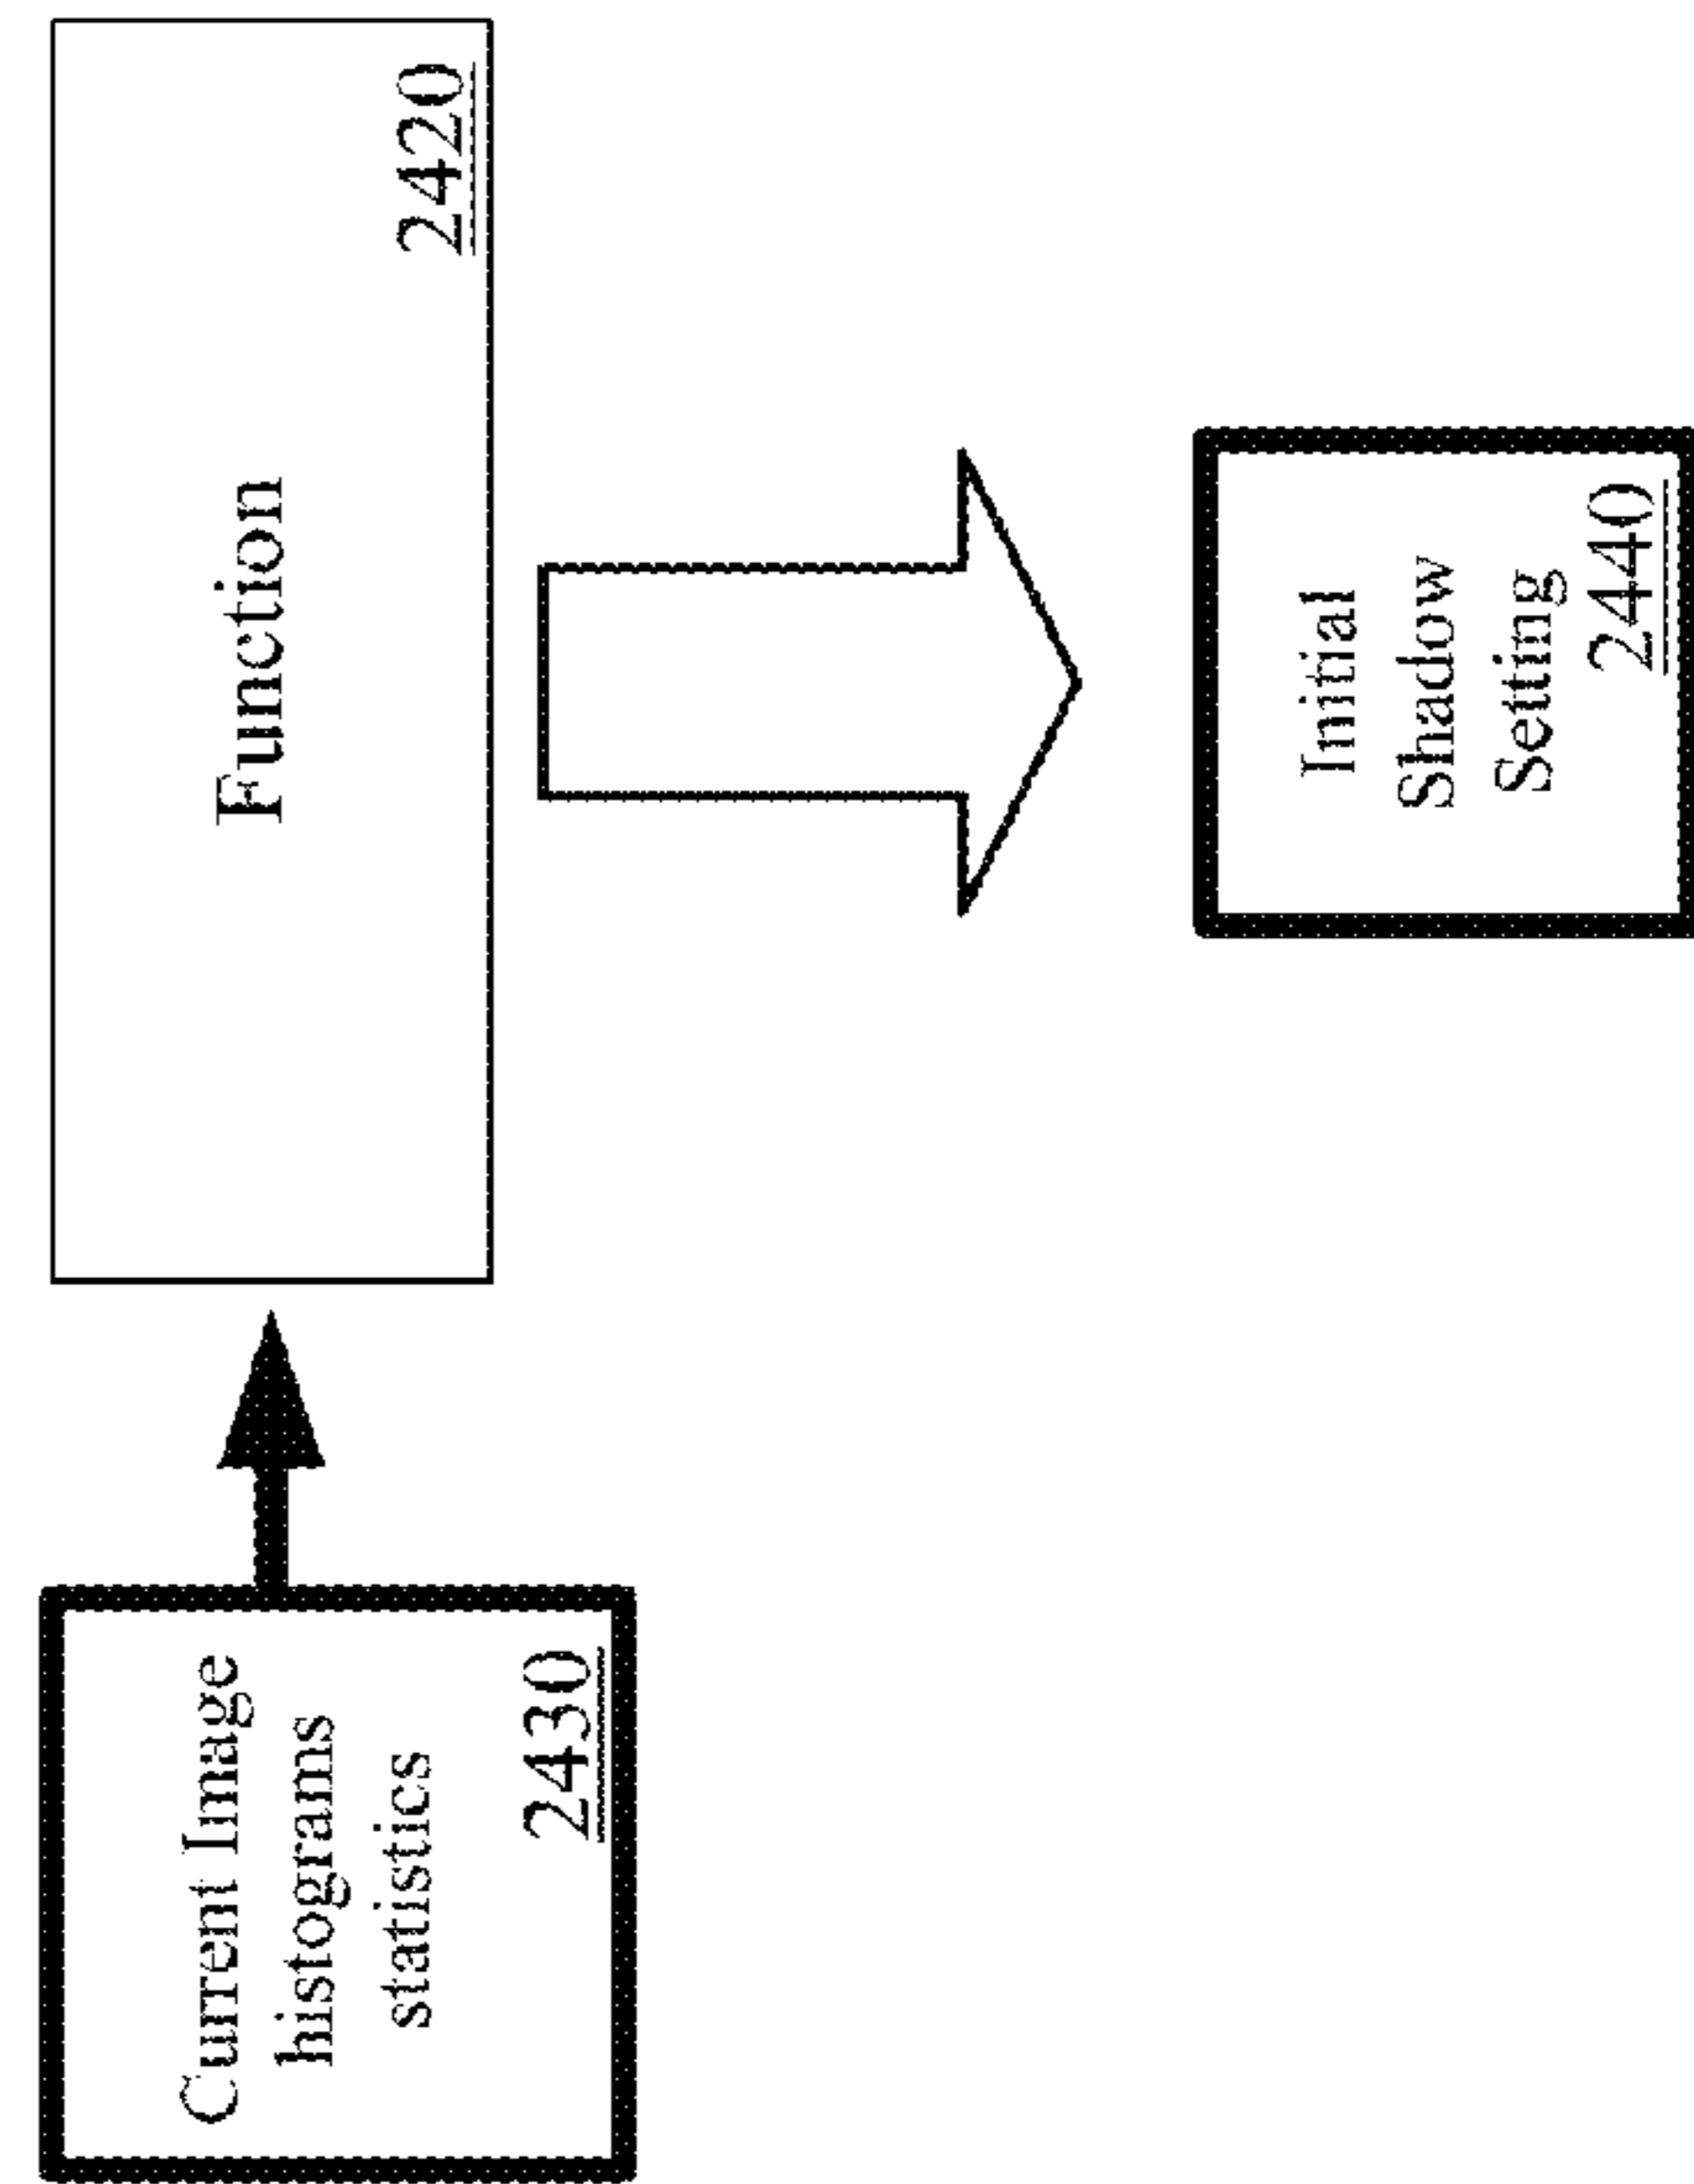 Current Image
histograms
statistics
2430
Function
2420
Initial
Shadow
Setting
2440